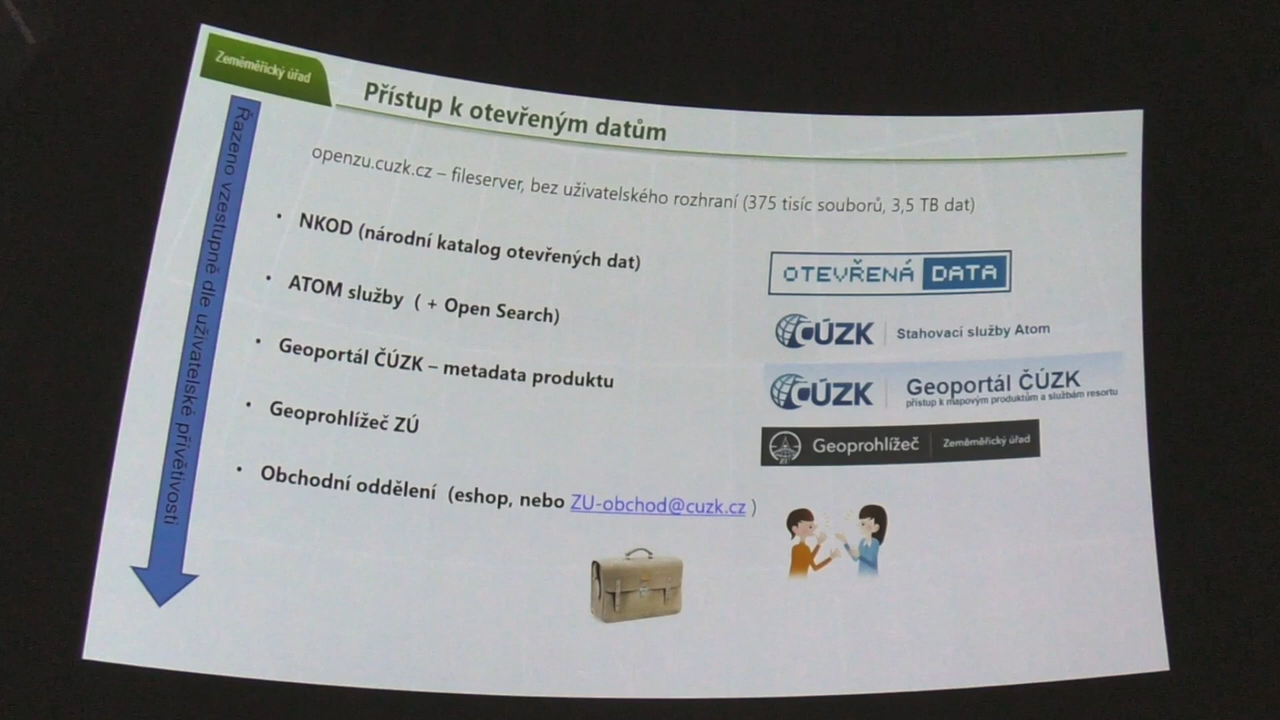 Zeměměřický úřad
Přístup k otevřeným datům
Řazeno vzestupně dle uživatelské přívětivosti
openzu.cuzk.cz – fileserver, bez uživatelského rozhraní (375 tisíc souborů, 3,5 TB dat)
• NKOD (národní katalog otevřených dat)
OTEVŘENÁ DATA
• ATOM služby ( + Open Search)
ČÚZK Stahovací služby Atom
• Geoportál ČÚZK – metadata produktu
ČÚZK Geoportál ČÚZK
přístup k mapovým produktům a službám resortu
• Geoprohlížeč ZÚ
Geoprohlížeč Zeměměřický úřad
• Obchodní oddělení (eshop, nebo ZU-obchod@cuzk.cz )